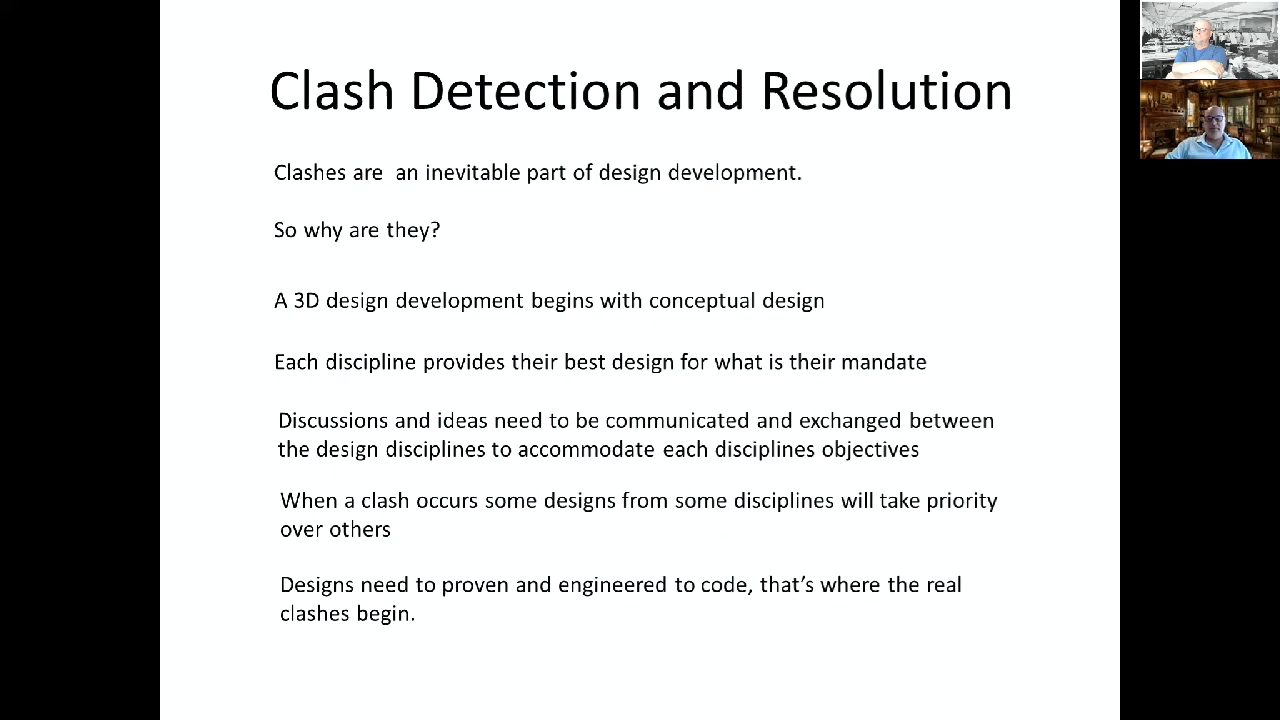 Clash Detection and Resolution
Clashes are  an inevitable part of design development.
So why are they?
A 3D design development begins with conceptual design
Each discipline provides their best design for what is their mandate
Discussions and ideas need to be communicated and exchanged between
the design disciplines to accommodate each disciplines objectives
When a clash occurs some designs from some disciplines will take priority
over others
Designs need to proven and engineered to code, that’s where the real
clashes begin.